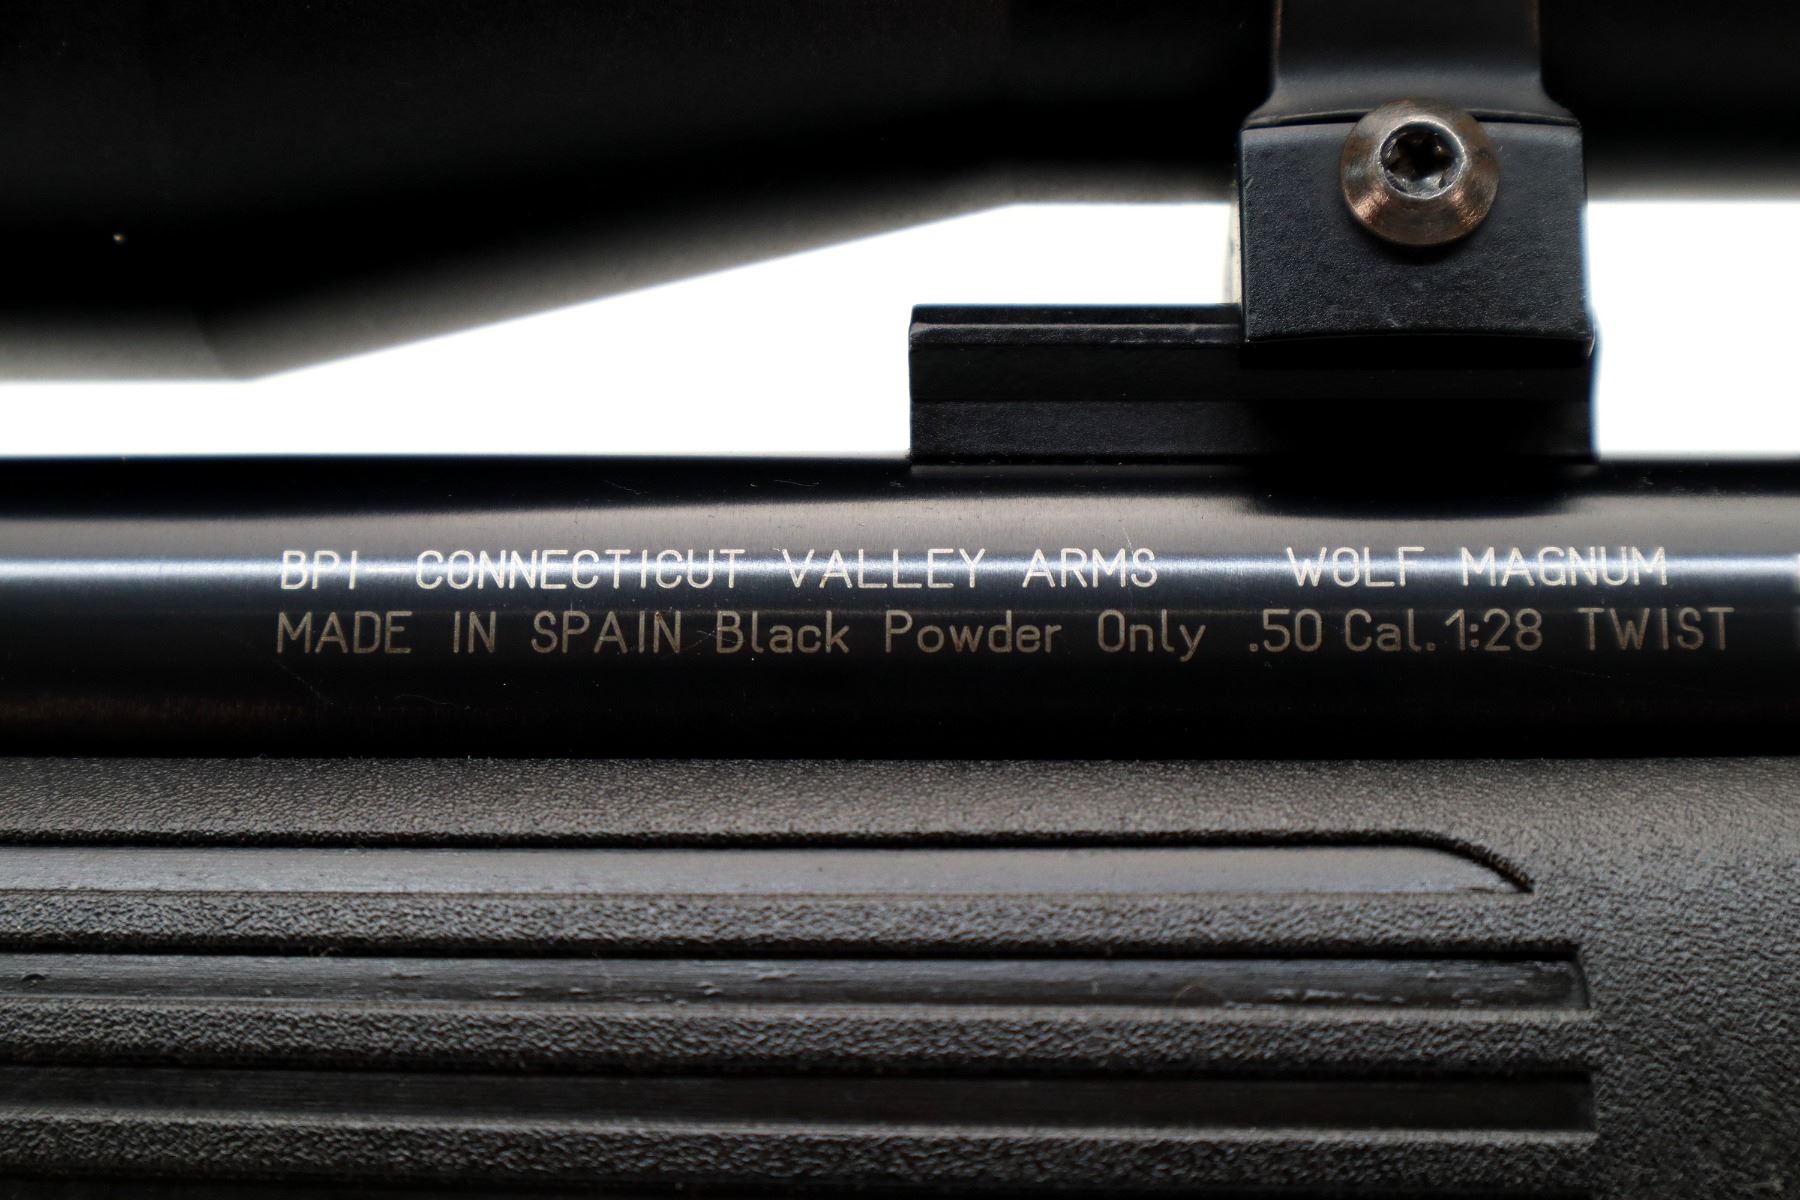 BPI-CONNECTICUT VALLEY ARMS WOLF MAGNUM
MADE IN SPAIN Black Powder Only .50 Cal. 1:28 TWIST